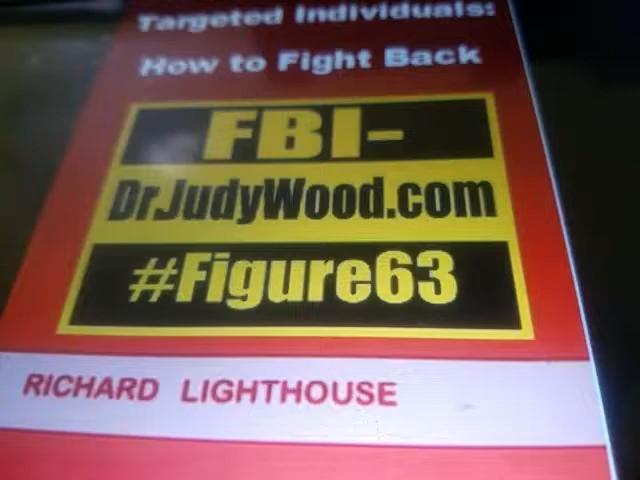 Targeted Individuals:
How to Fight Back
FBI-
DrJudyWood.com
#Figure63
RICHARD LIGHTHOUSE